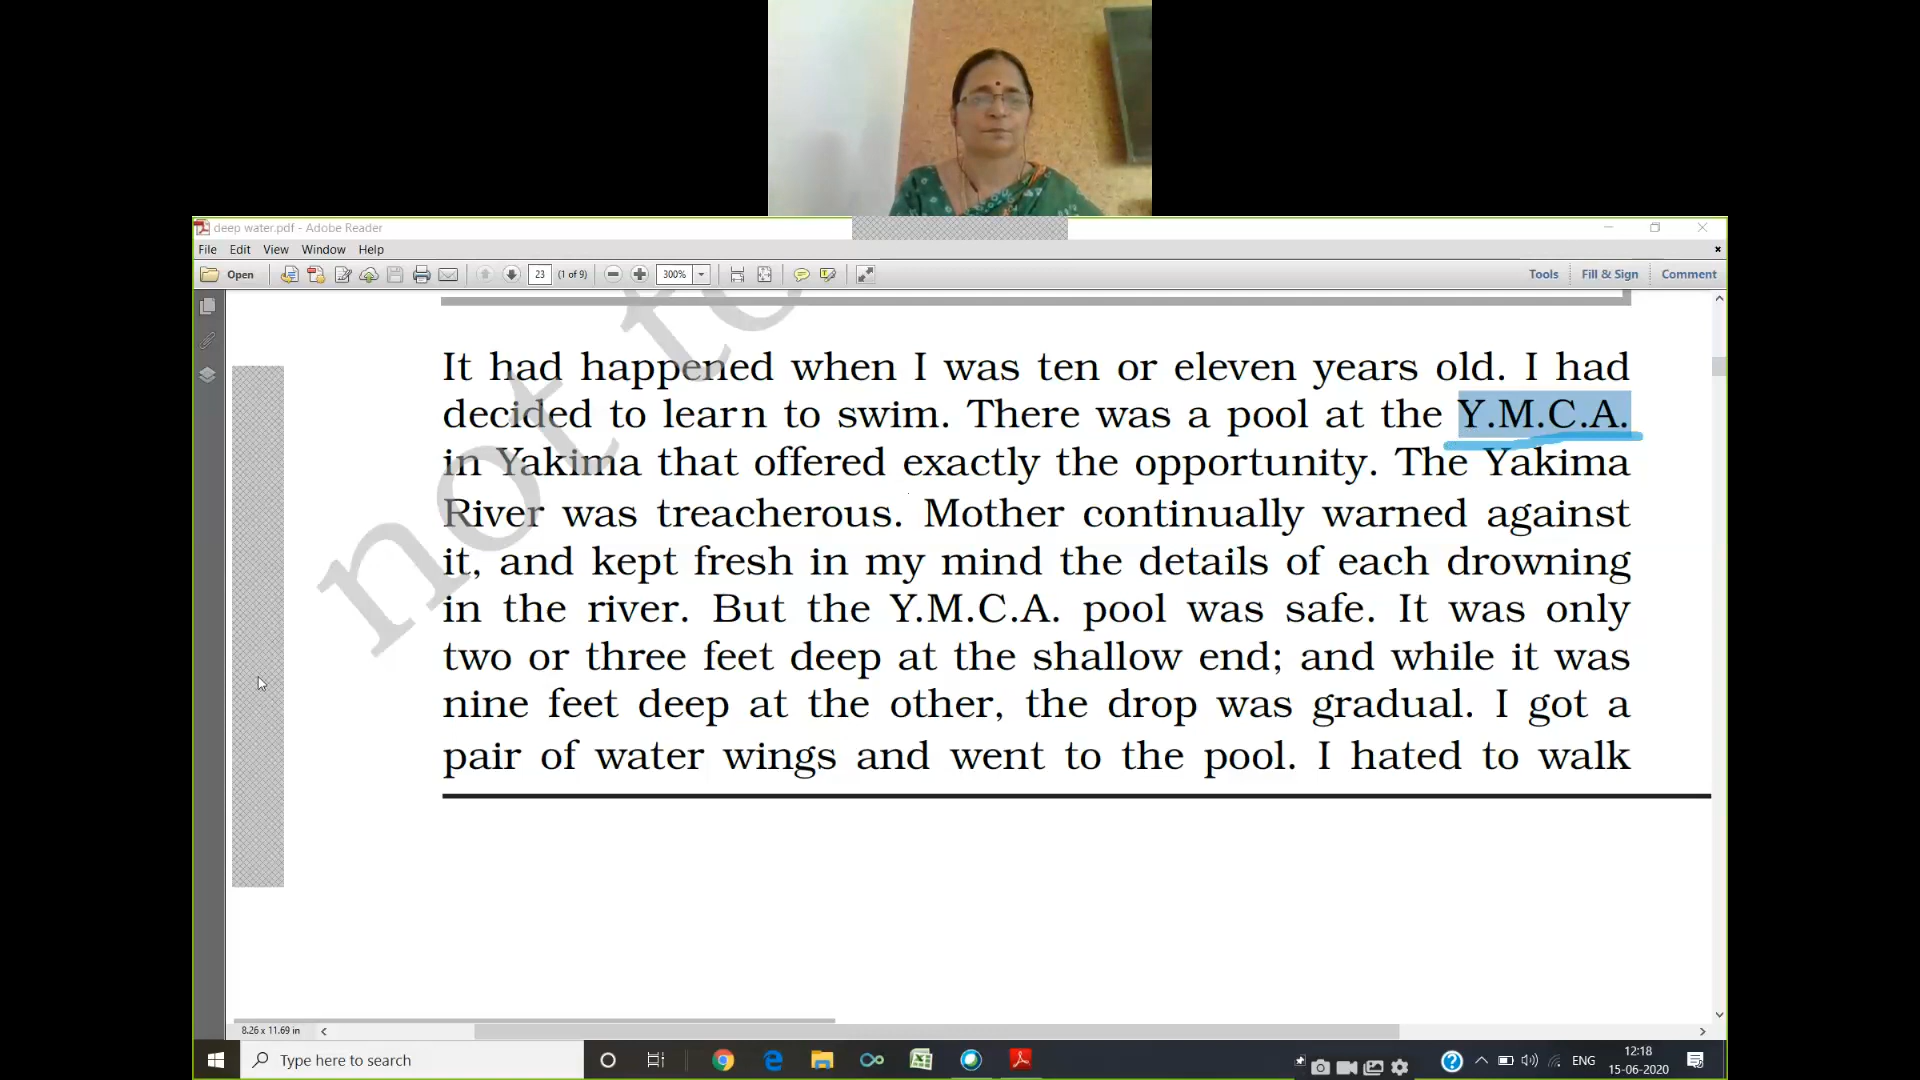 deep water.pdf - Adobe Reader
File Edit View Window Help
Open 23 (1 of 9) 300% Tools Fill & Sign Comment
not to
It had happened when I was ten or eleven years old. I had
decided to learn to swim. There was a pool at the Y.M.C.A.
in Yakima that offered exactly the opportunity. The Yakima
River was treacherous. Mother continually warned against
it, and kept fresh in my mind the details of each drowning
in the river. But the Y.M.C.A. pool was safe. It was only
two or three feet deep at the shallow end; and while it was
nine feet deep at the other, the drop was gradual. I got a
pair of water wings and went to the pool. I hated to walk
8.26 x 11.69 in
Type here to search
ENG
12:18
15-06-2020